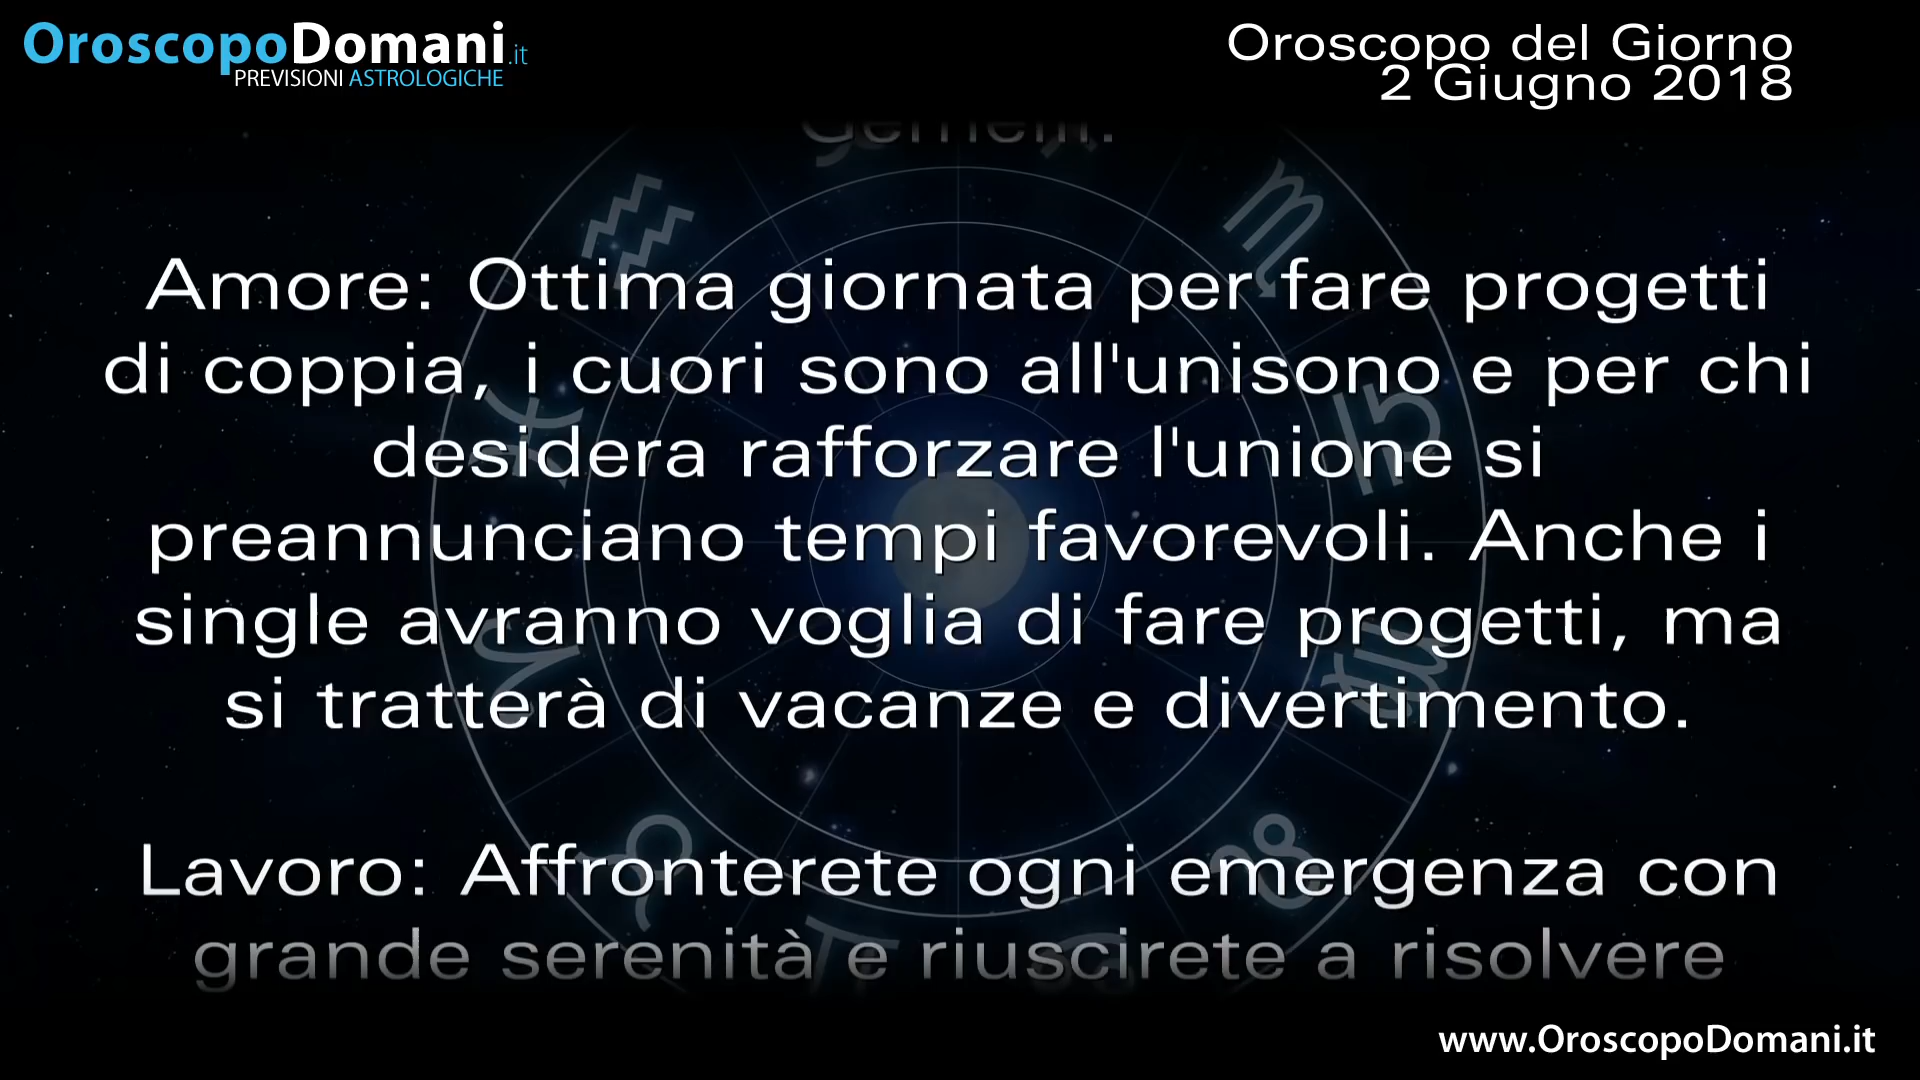 OroscopoDomani.it
PREVISIONI ASTROLOGICHE
Oroscopo del Giorno
2 Giugno 2018
Gemelli.
Amore: Ottima giornata per fare progetti
di coppia, i cuori sono all'unisono e per chi
desidera rafforzare l'unione si
preannunciano tempi favorevoli. Anche i
single avranno voglia di fare progetti, ma
si tratterà di vacanze e divertimento.
Lavoro: Affronterete ogni emergenza con
grande serenità e riuscirete a risolvere
www.OroscopoDomani.it